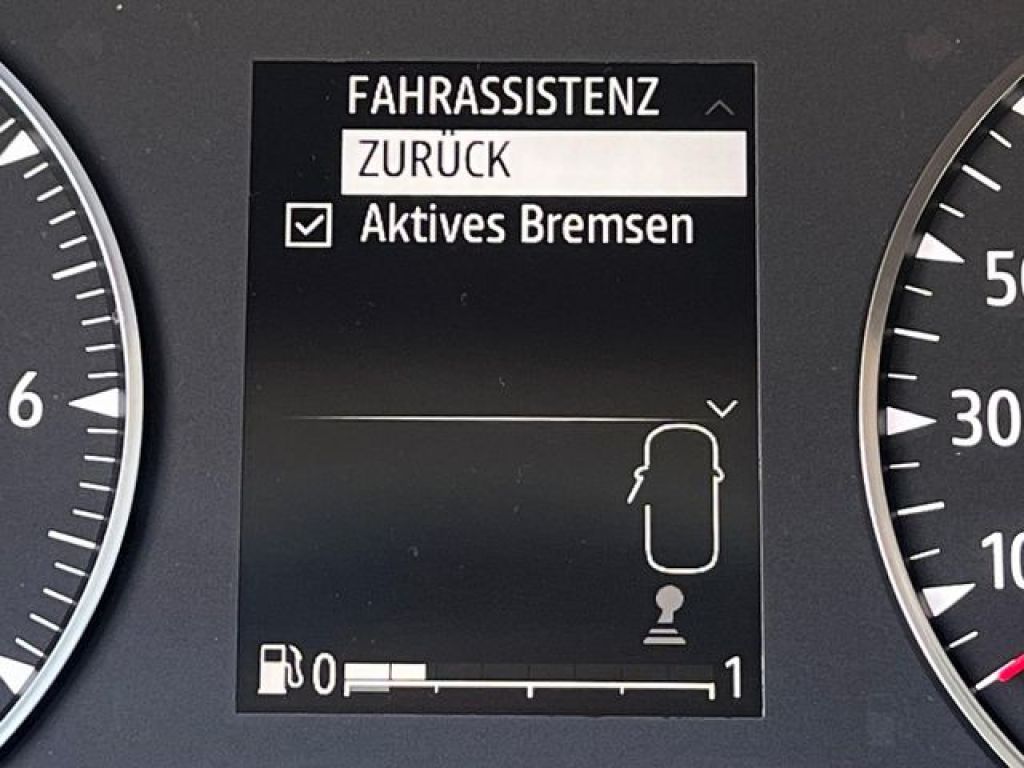 FAHRASSISTENZ
ZURÜCK
Aktives Bremsen
6
50
30
10
0 1